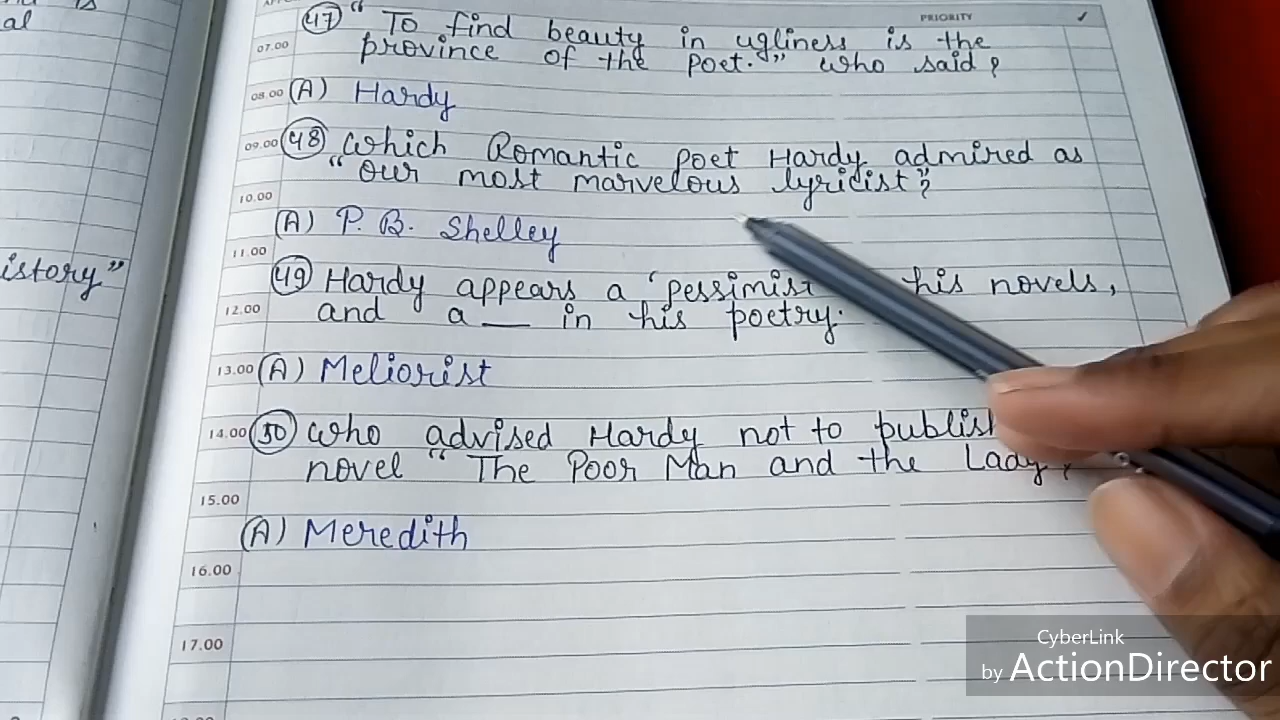 al
istory"
PRIORITY ✓
(47) "To find beauty in ugliness is the
07.00 province of the poet." who said?
08.00 (A) Hardy
09.00 (48) Which Romantic poet Hardy admired as
"Our most marvelous lyricist"?
10.00
(A) P. B. Shelley
11.00
(49) Hardy appears a 'pessimist his novels,
12.00 and a __ in his poetry.
13.00 (A) Meliorist
14.00 (50) Who advised Hardy not to publish
novel "The Poor Man and the Lady?
15.00
(A) Meredith
16.00
17.00
CyberLink
by ActionDirector